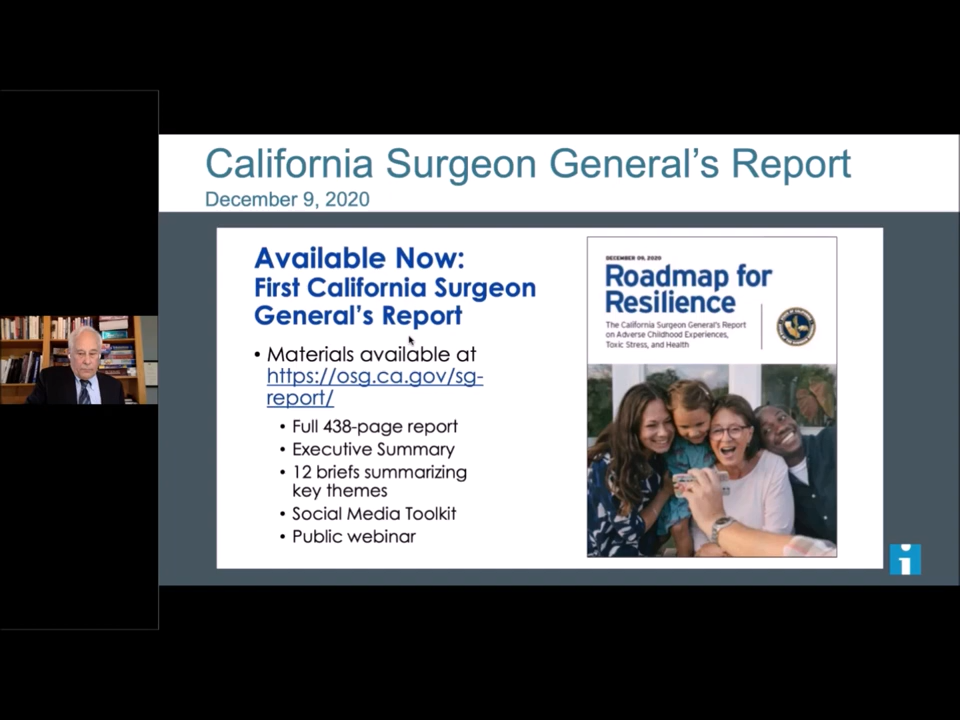 California Surgeon General's Report
December 9, 2020
Available Now:
First California Surgeon
General's Report
• Materials available at
https://osg.ca.gov/sg-
report/
• Full 438-page report
• Executive Summary
• 12 briefs summarizing
key themes
• Social Media Toolkit
• Public webinar
DECEMBER 09, 2020
Roadmap for
Resilience
The California Surgeon General's Report
on Adverse Childhood Experiences,
Toxic Stress, and Health
i